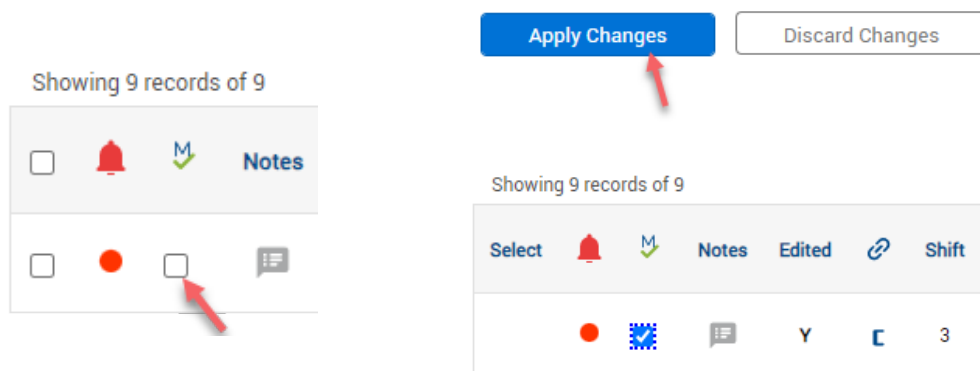 Apply Changes Discard Changes
Showing 9 records of 9
M Notes
Showing 9 records of 9
Select M Notes Edited Shift
Y 3